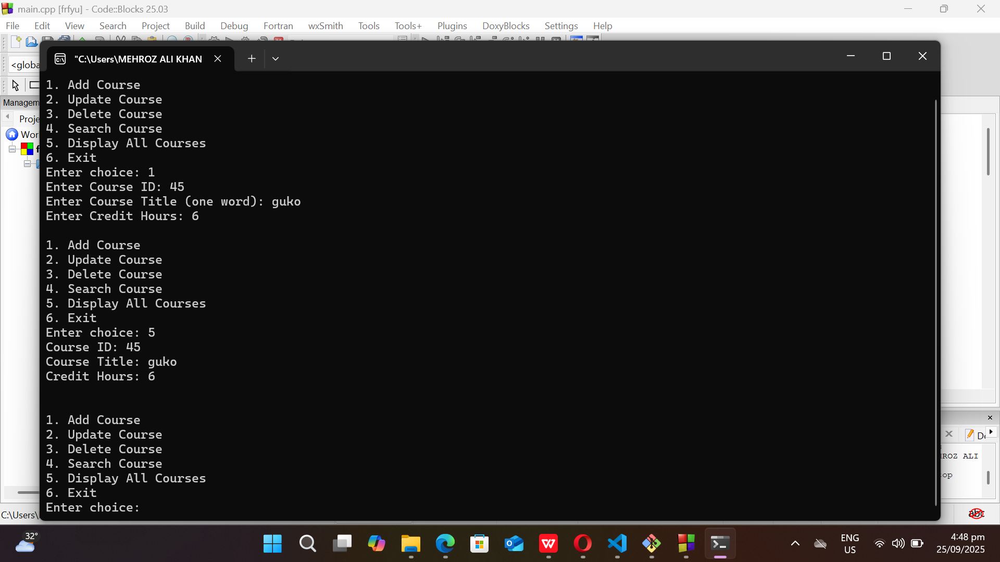 main.cpp [frfyu] - Code::Blocks 25.03
File Edit View Search Project Build Debug Fortran wxSmith Tools Tools+ Plugins DoxyBlocks Settings Help
"C:\Users\MEHROZ ALI KHAN
<globa
Managem
Proje
Wor
1. Add Course
2. Update Course
3. Delete Course
4. Search Course
5. Display All Courses
6. Exit
Enter choice: 1
Enter Course ID: 45
Enter Course Title (one word): guko
Enter Credit Hours: 6
1. Add Course
2. Update Course
3. Delete Course
4. Search Course
5. Display All Courses
6. Exit
Enter choice: 5
Course ID: 45
Course Title: guko
Credit Hours: 6
1. Add Course
2. Update Course
3. Delete Course
4. Search Course
5. Display All Courses
6. Exit
Enter choice:
ROZ ALI
op
C:\Users\
abc
32°
ENG
US
4:48 pm
25/09/2025